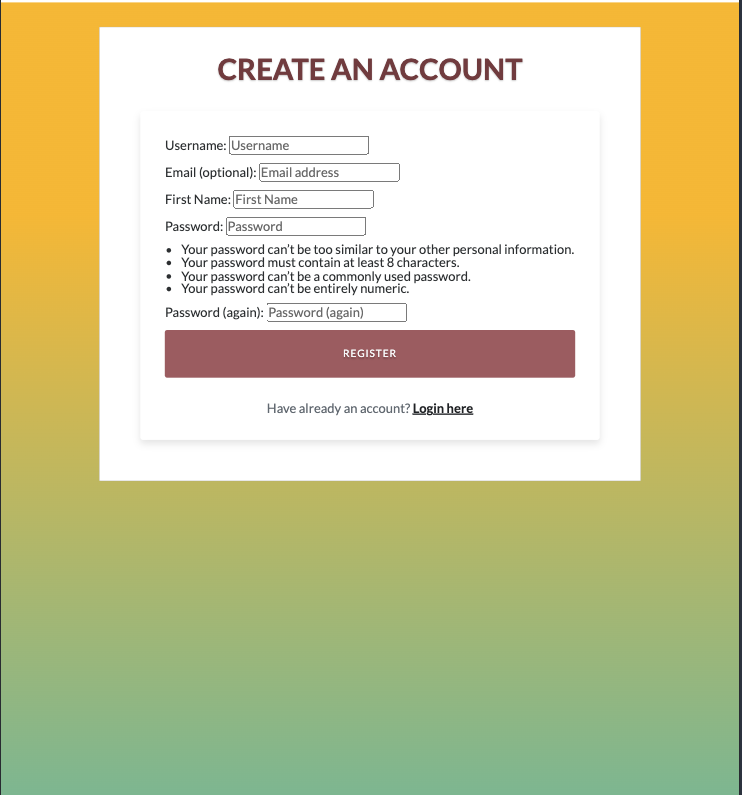 CREATE AN ACCOUNT
Username: Username
Email (optional): Email address
First Name: First Name
Password: Password
• Your password can't be too similar to your other personal information.
• Your password must contain at least 8 characters.
• Your password can't be a commonly used password.
• Your password can't be entirely numeric.
Password (again): Password (again)
REGISTER
Have already an account? Login here